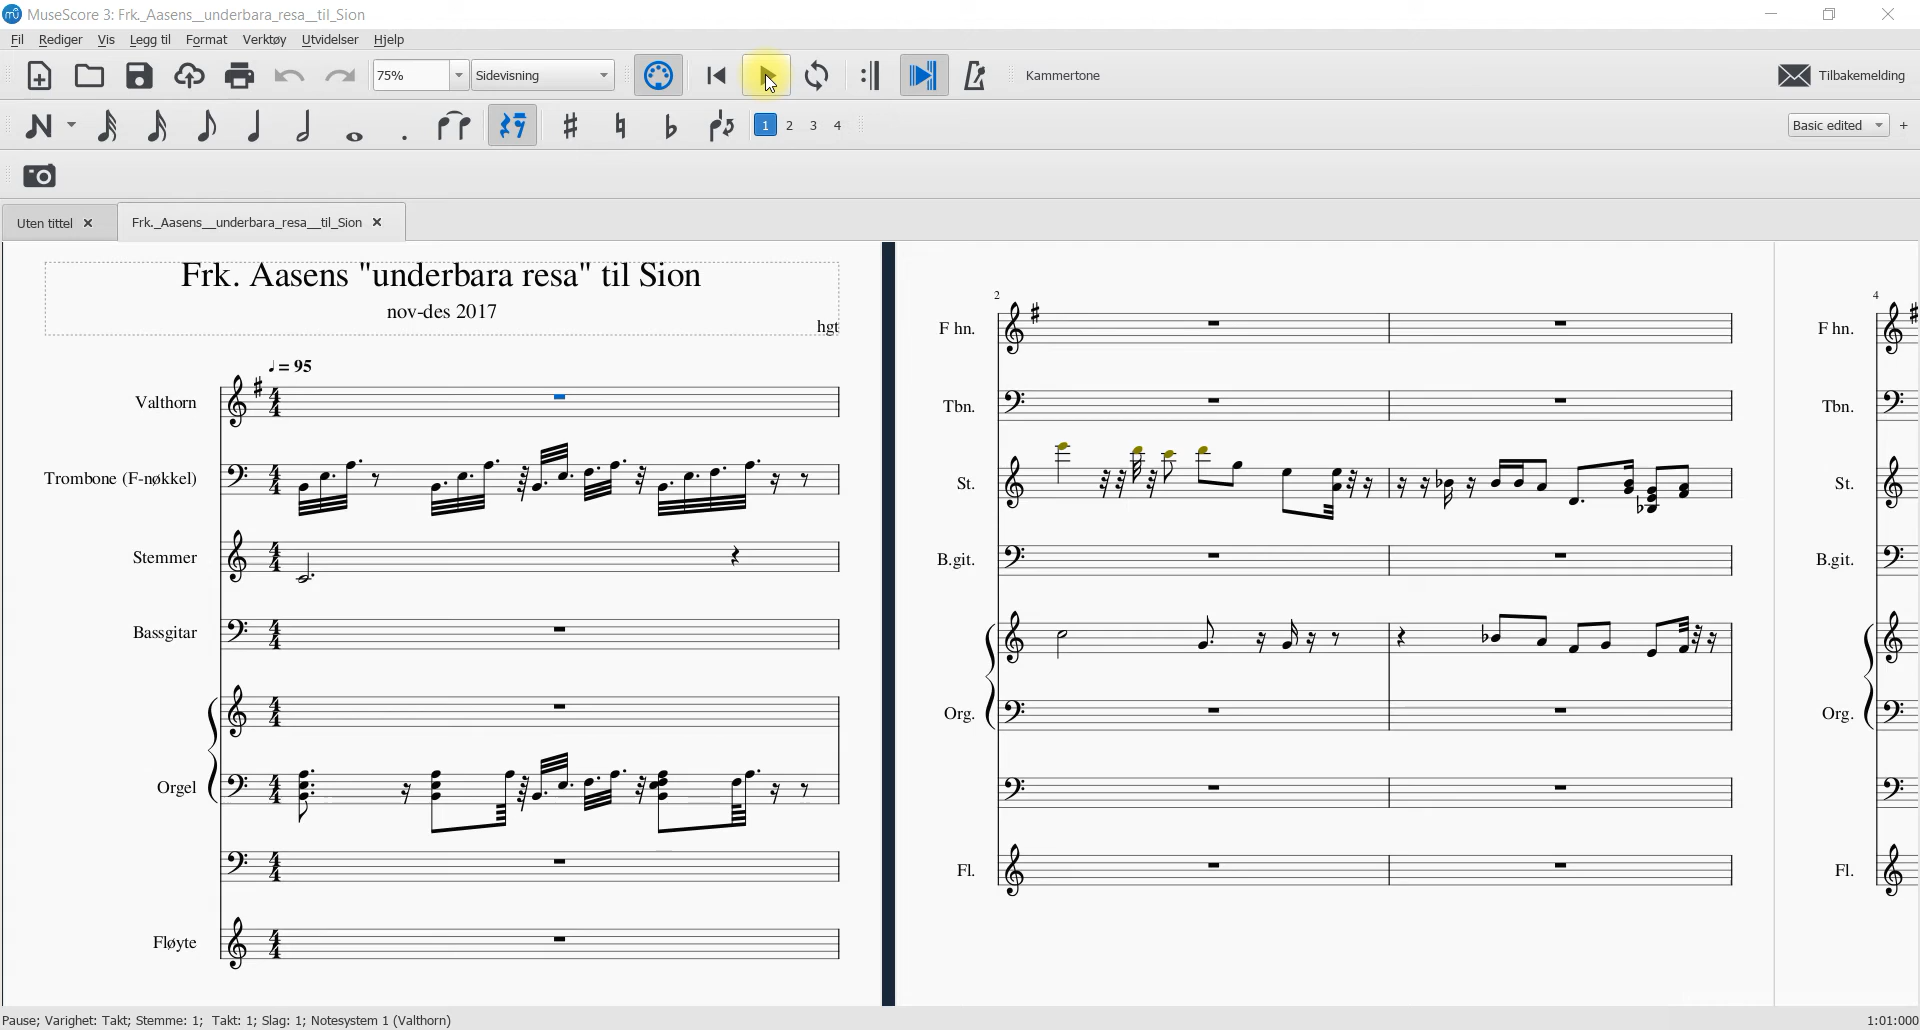 MuseScore 3: Frk._Aasens__underbara_resa__til_Sion
Fil Rediger Vis Legg til Format Verktøy Utvidelser Hjelp
75% Sidevisning Kammertone Tilbakemelding
1 2 3 4 Basic edited +
Uten tittel Frk._Aasens__underbara_resa__til_Sion
Frk. Aasens "underbara resa" til Sion
nov-des 2017
hgt
= 95
Valthorn
Trombone (F-nøkkel)
Stemmer
Bassgitar
Orgel
Fløyte
2
F hn.
Tbn.
St.
B.git.
Org.
Fl.
4
F hn.
Tbn.
St.
B.git.
Org.
Fl.
Pause; Varighet: Takt; Stemme: 1; Takt: 1; Slag: 1; Notesystem 1 (Valthorn) 1:01:000